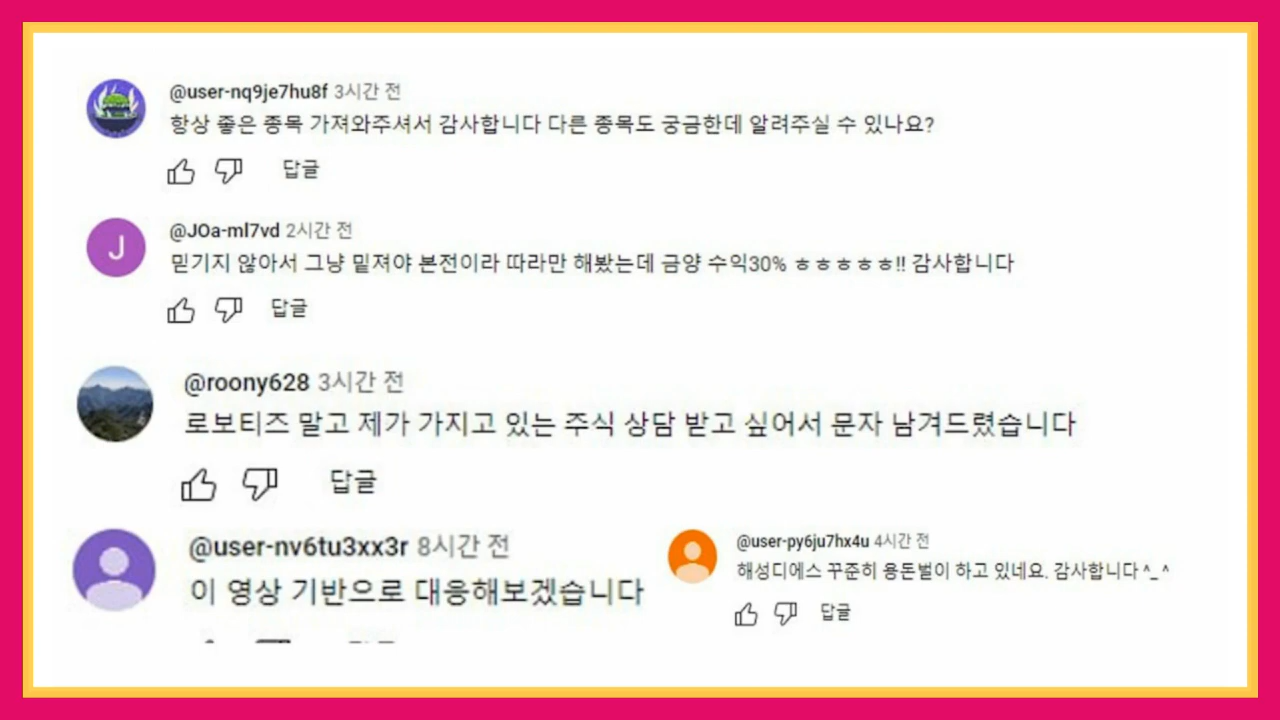 @user-nq9je7hu8f 3시간 전
항상 좋은 종목 가져와주셔서 감사합니다 다른 종목도 궁금한데 알려주실 수 있나요?
답글
J
@JOa-ml7vd 2시간 전
믿기지 않아서 그냥 밑져야 본전이라 따라만 해봤는데 금양 수익30% ㅎㅎㅎㅎㅎ!! 감사합니다
답글
@roony628 3시간 전
로보티즈 말고 제가 가지고 있는 주식 상담 받고 싶어서 문자 남겨드렸습니다
답글
@user-nv6tu3xx3r 8시간 전
이 영상 기반으로 대응해보겠습니다
@user-py6ju7hx4u 4시간 전
해성디에스 꾸준히 용돈벌이 하고 있네요. 감사합니다 ^_^
답글